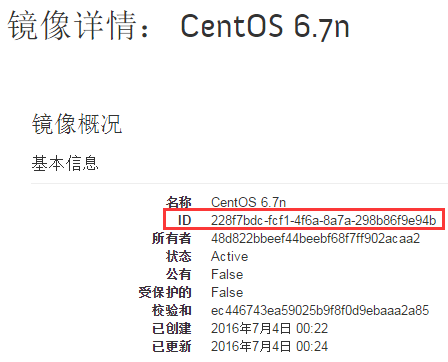 镜像详情： CentOS 6.7n
镜像概况
基本信息
名称 CentOS 6.7n
ID 228f7bdc-fcf1-4f6a-8a7a-298b86f9e94b
所有者 48d822bbeef44beebf68f7ff902acaa2
状态 Active
公有 False
受保护的 False
校验和 ec446743ea59025b9f8f0d9ebaaa2a85
已创建 2016年7月4日 00:22
已更新 2016年7月4日 00:24